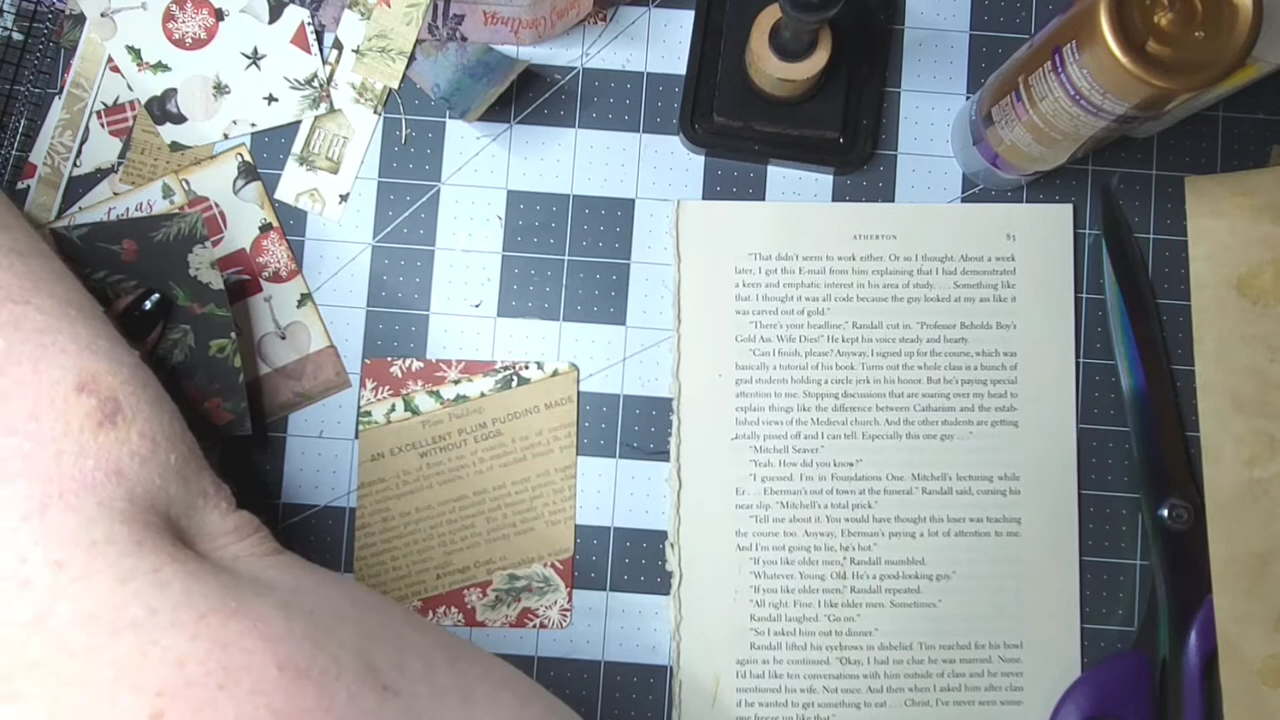 Greetings
Christmas
Plum Pudding.
AN EXCELLENT PLUM PUDDING MADE
WITHOUT EGGS.
Average Cost,
ATHERTON 83
"That didn't seem to work either. Or so I thought. About a week
later, I got this E-mail from him explaining that I had demonstrated
a keen and emphatic interest in his area of study. . . . Something like
that. I thought it was all code because the guy looked at my ass like it
was carved out of gold."
"There's your headline," Randall cut in. "Professor Beholds Boy's
Gold Ass. Wife Dies!" He kept his voice steady and hearty.
"Can I finish, please? Anyway, I signed up for the course, which was
basically a tutorial of his book. Turns out the whole class is a bunch of
grad students holding a circle jerk in his honor. But he's paying special
attention to me. Stopping discussions that are soaring over my head to
explain things like the difference between Catharism and the estab-
lished views of the Medieval church. And the other students are getting
totally pissed off and I can tell. Especially this one guy . . ."
"Mitchell Seaver."
"Yeah. How did you know?"
"I guessed. I'm in Foundations One. Mitchell's lecturing while
Er . . . Eberman's out of town at the funeral." Randall said, cursing his
near slip. "Mitchell's a total prick."
"Tell me about it. You would have thought this loser was teaching
the course too. Anyway, Eberman's paying a lot of attention to me.
And I'm not going to lie, he's hot."
"If you like older men," Randall mumbled.
"Whatever. Young. Old. He's a good-looking guy."
"If you like older men," Randall repeated.
"All right. Fine. I like older men. Sometimes."
Randall laughed. "Go on."
"So I asked him out to dinner."
Randall lifted his eyebrows in disbelief. Tim reached for his bowl
again as he continued. "Okay, I had no clue he was married. None.
I'd had like ten conversations with him outside of class and he never
mentioned his wife. Not once. And then when I asked him after class
if he wanted to get something to eat . . . Christ, I've never seen some-
one freeze up like that."